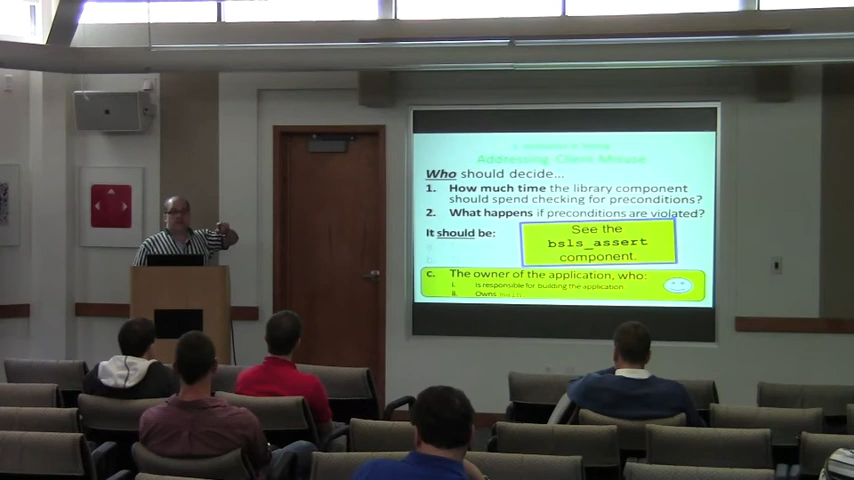 Addressing Client Misuse
Who should decide...
1. How much time the library component
should spend checking for preconditions?
2. What happens if preconditions are violated?
It should be:
See the
bsls_assert
component.
c. The owner of the application, who:
i. Is responsible for building the application.
ii. Owns